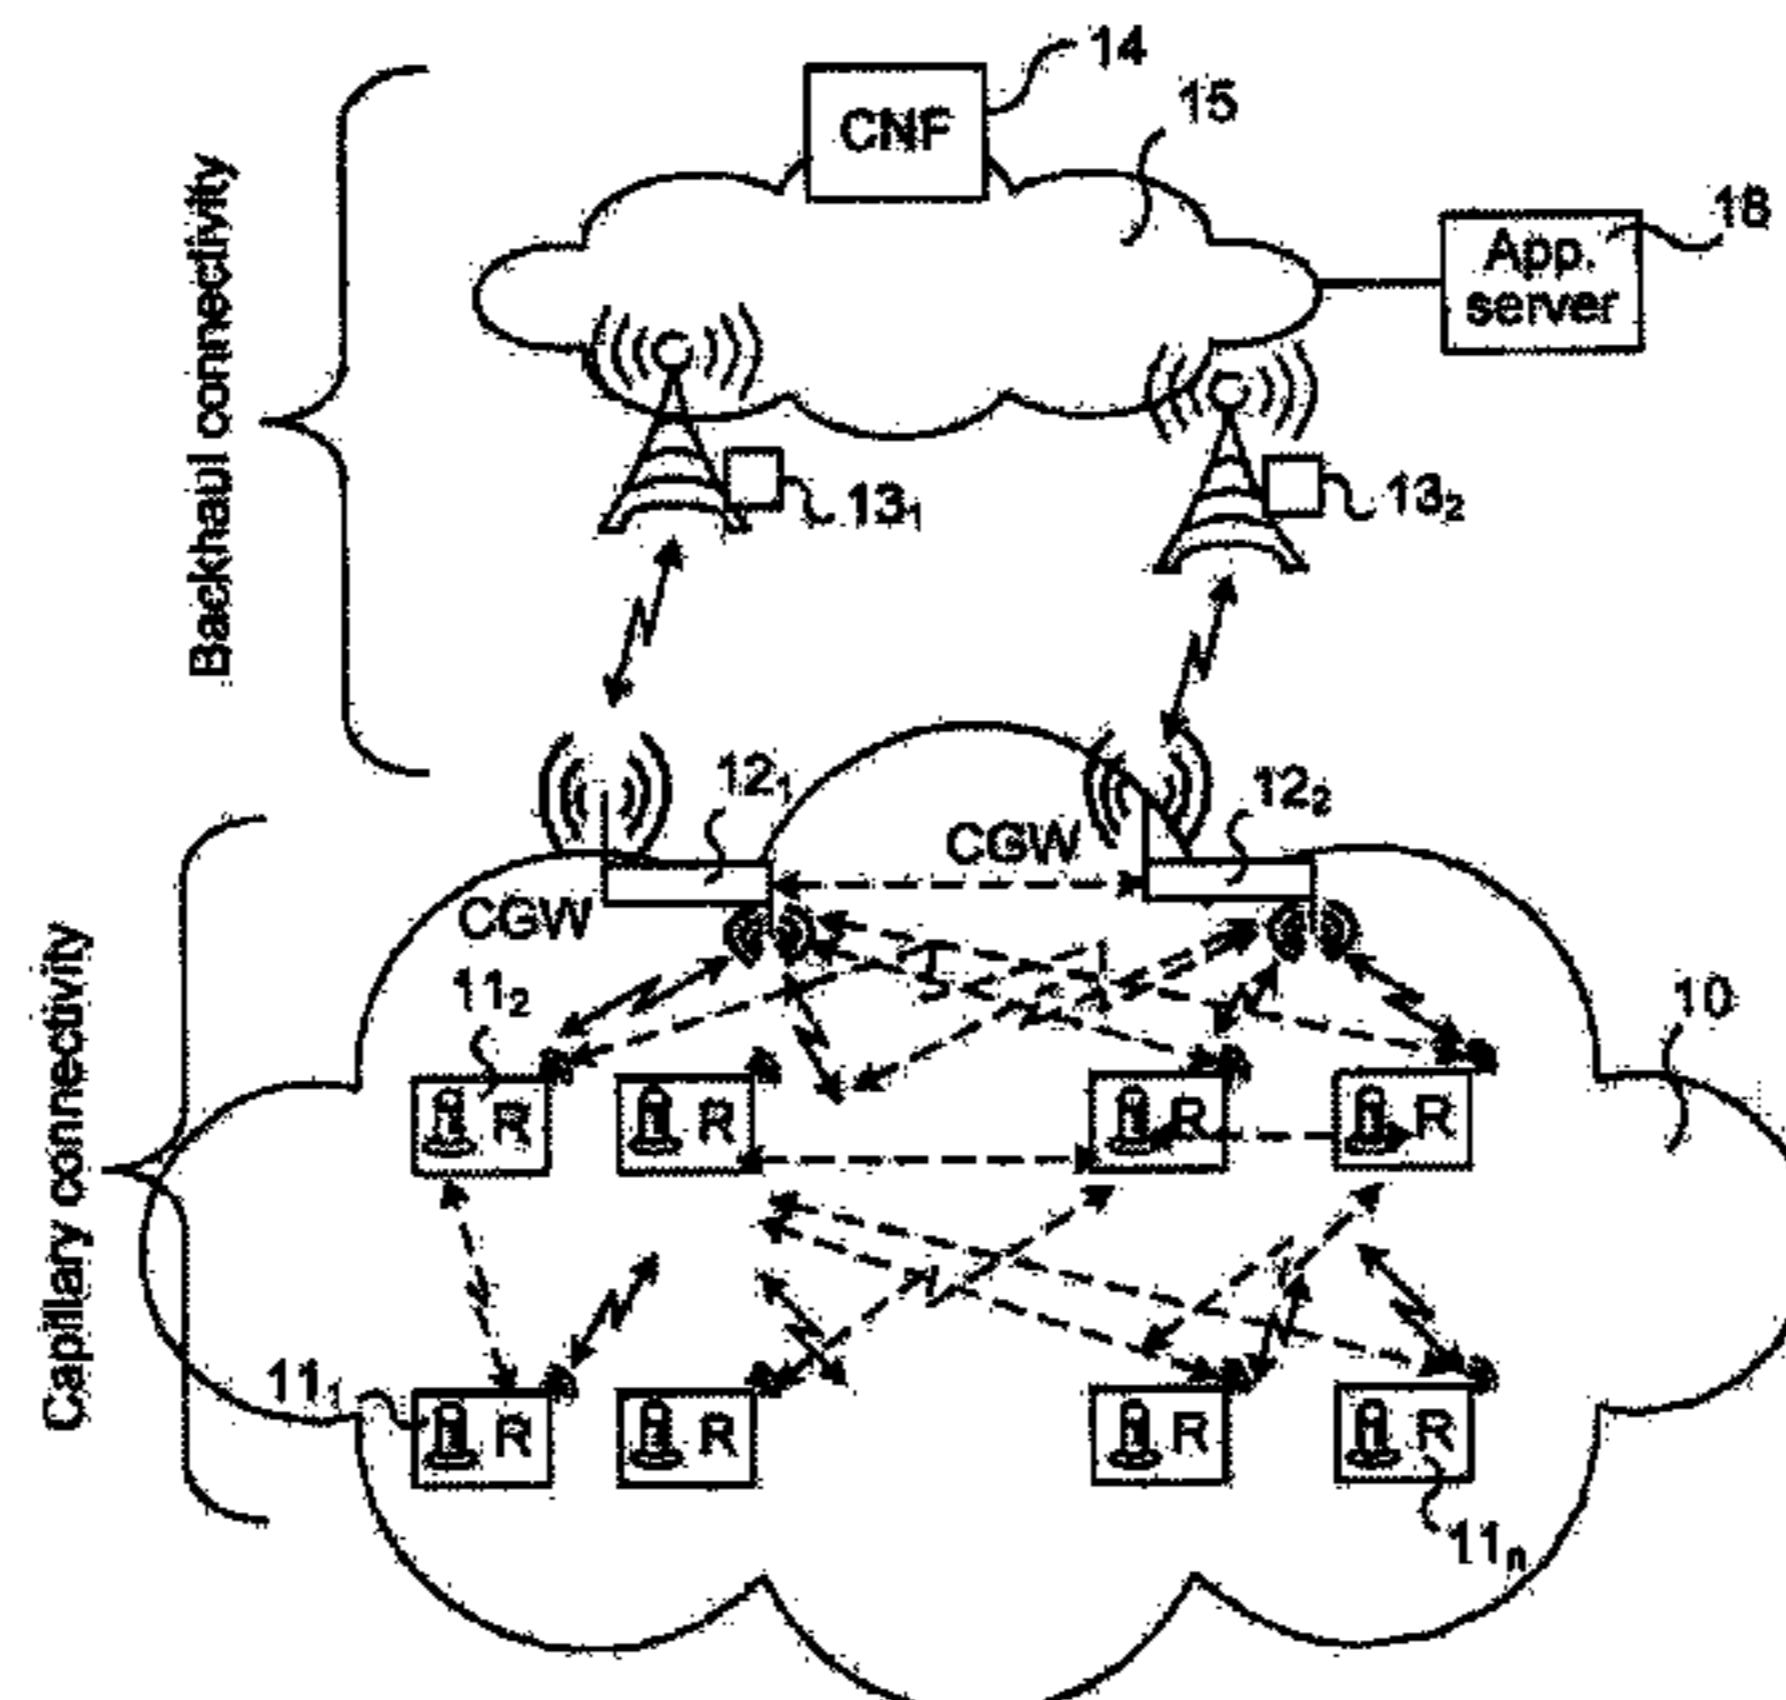 14
CNF
15
18
App.
server
Backhaul connectivity
13₁
13₂
12₁
12₂
CGW
CGW
Capillary connectivity
11₂
10
R
R
R
R
11₁
R
R
R
R
11ₙ